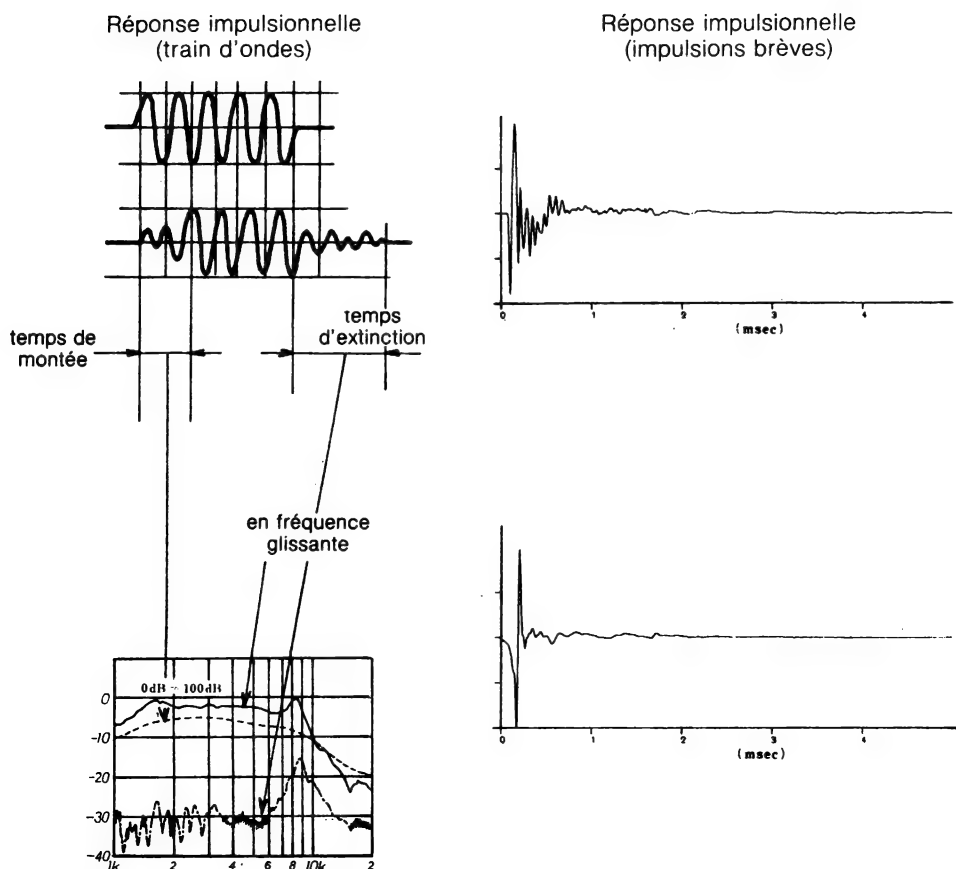 Réponse impulsionnelle
(train d'ondes)
Réponse impulsionnelle
(impulsions brèves)
temps de
montée
temps
d'extinction
0 1 2 3 4
(msec)
en fréquence
glissante
0dB - 100dB
0
-10
-20
-30
-40
1k 2 4 6 8 10k 2
0 1 2 3 4
(msec)